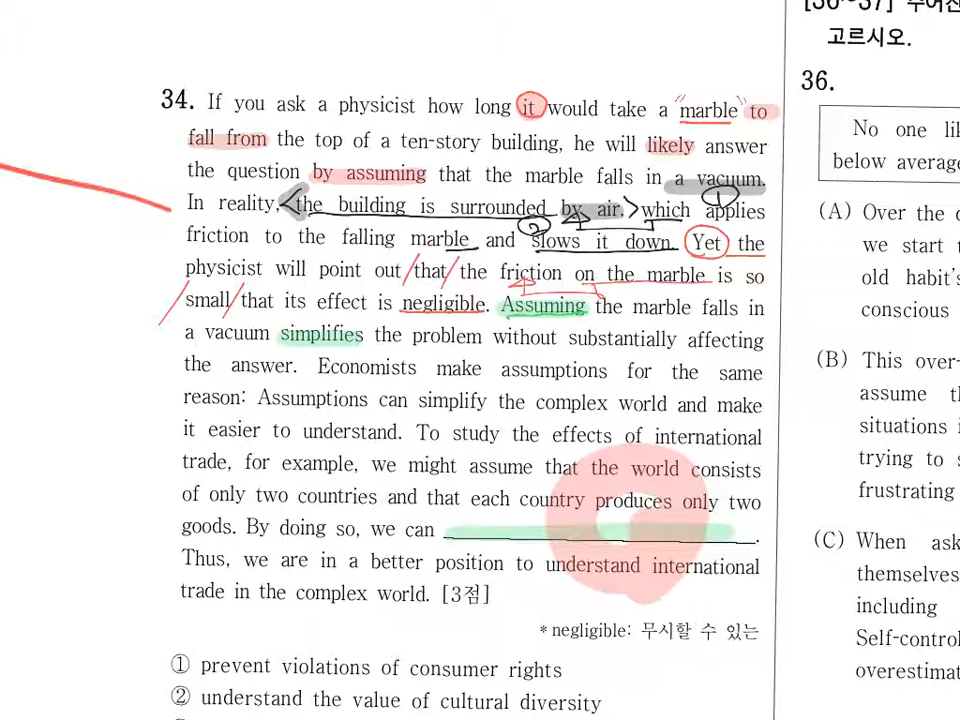 34. If you ask a physicist how long it would take a "marble" to
fall from the top of a ten-story building, he will likely answer
the question by assuming that the marble falls in a vacuum.
In reality, <the building is surrounded by air,> which ① applies
friction to the falling marble and ② slows it down. Yet the
physicist will point out / that / the friction on the marble is so
small / that its effect is negligible. Assuming the marble falls in
a vacuum simplifies the problem without substantially affecting
the answer. Economists make assumptions for the same
reason: Assumptions can simplify the complex world and make
it easier to understand. To study the effects of international
trade, for example, we might assume that the world consists
of only two countries and that each country produces only two
goods. By doing so, we can ____________.
Thus, we are in a better position to understand international
trade in the complex world. [3점]
* negligible: 무시할 수 있는
① prevent violations of consumer rights
② understand the value of cultural diversity
고르시오.
36.
No one
below average
(A) Over the
we start
old habit's
conscious
(B) This over-
assume
situations
trying to
frustrating
(C) When ask
themselves
including
Self-contro
overestimat